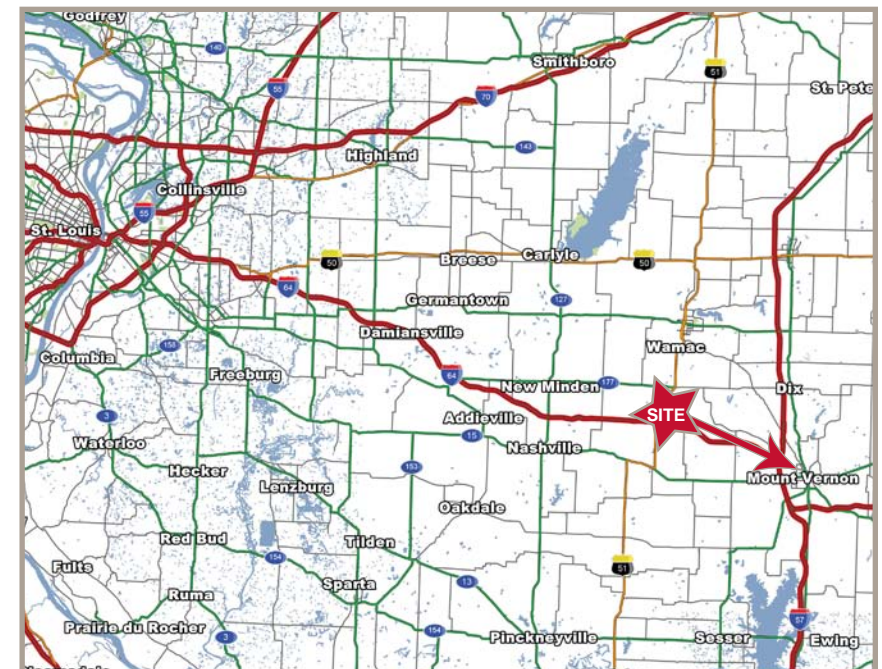 Godfrey
140
55
51
Smithboro
70
St. Pete
143
Highland
Collinsville
55
St. Louis
50
Breese
Carlyle
50
64
Germantown
127
Damiansville
158
Wamac
Columbia
Freeburg
64
New Minden
177
Dix
3
SITE
Addieville
15
Waterloo
Nashville
153
Hecker
Mount Vernon
Lenzburg
Oakdale
Red Bud
Tilden
154
Fults
51
Sparta
13
Ruma
57
Prairie du Rocher
3
154
Pinckneyville
Sesser
Ewing